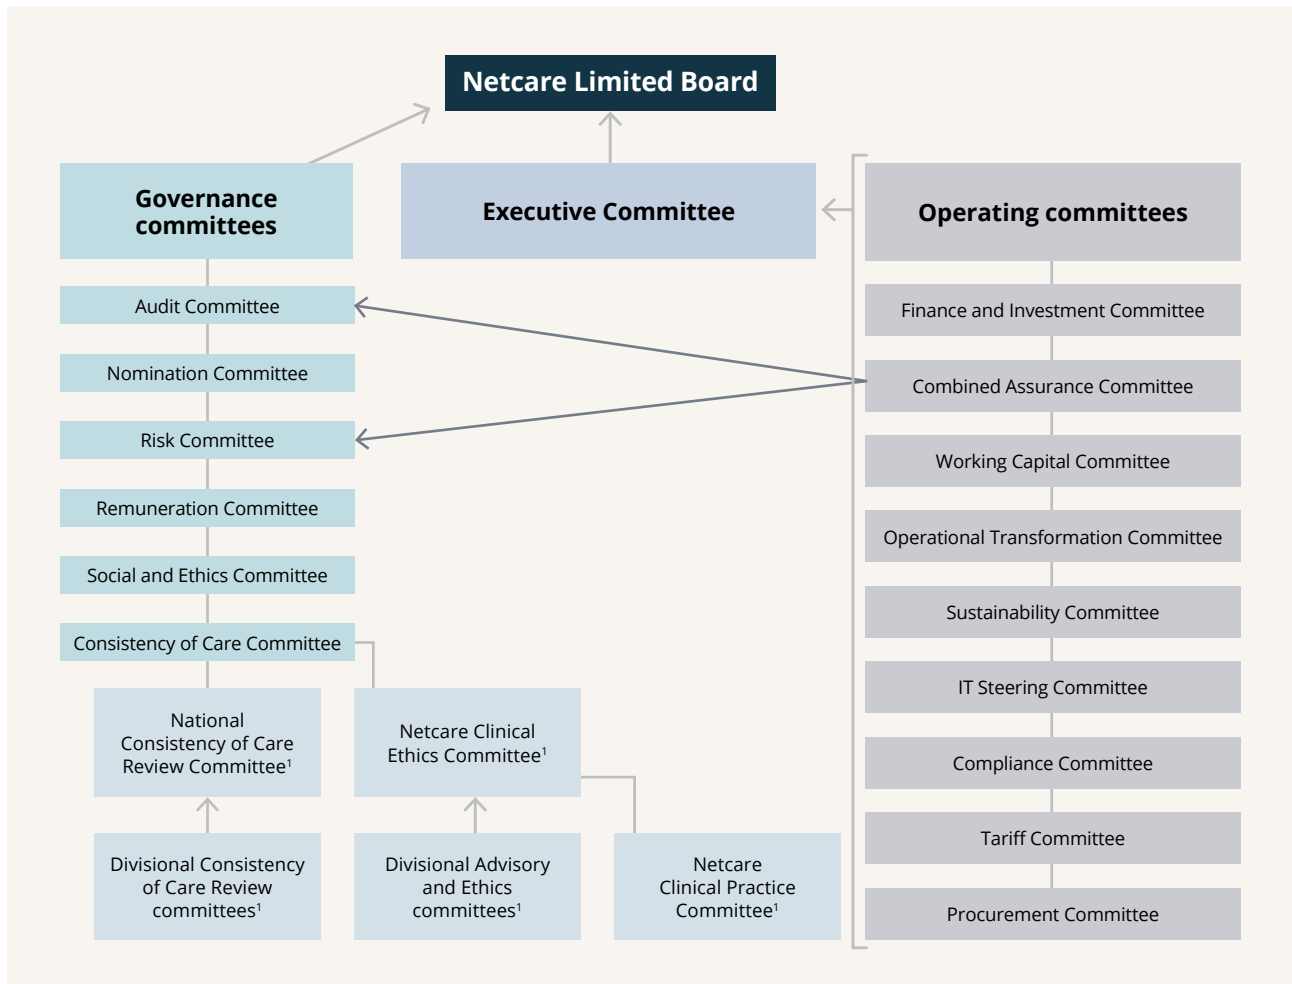 Netcare Limited Board
Governance
committees
Executive Committee
Operating committees
Audit Committee
Nomination Committee
Risk Committee
Remuneration Committee
Social and Ethics Committee
Consistency of Care Committee
National
Consistency of Care
Review Committee¹
Netcare Clinical
Ethics Committee¹
Divisional Consistency
of Care Review
committees¹
Divisional Advisory
and Ethics
committees¹
Netcare
Clinical Practice
Committee¹
Finance and Investment Committee
Combined Assurance Committee
Working Capital Committee
Operational Transformation Committee
Sustainability Committee
IT Steering Committee
Compliance Committee
Tariff Committee
Procurement Committee